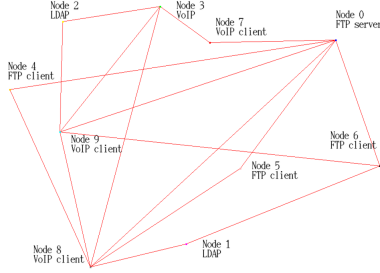 Node 2
LDAP
Node 3
VoIP
Node 7
VoIP client
Node 0
FTP server
Node 4
FTP client
Node 9
VoIP client
Node 6
FTP client
Node 5
FTP client
Node 8
VoIP client
Node 1
LDAP